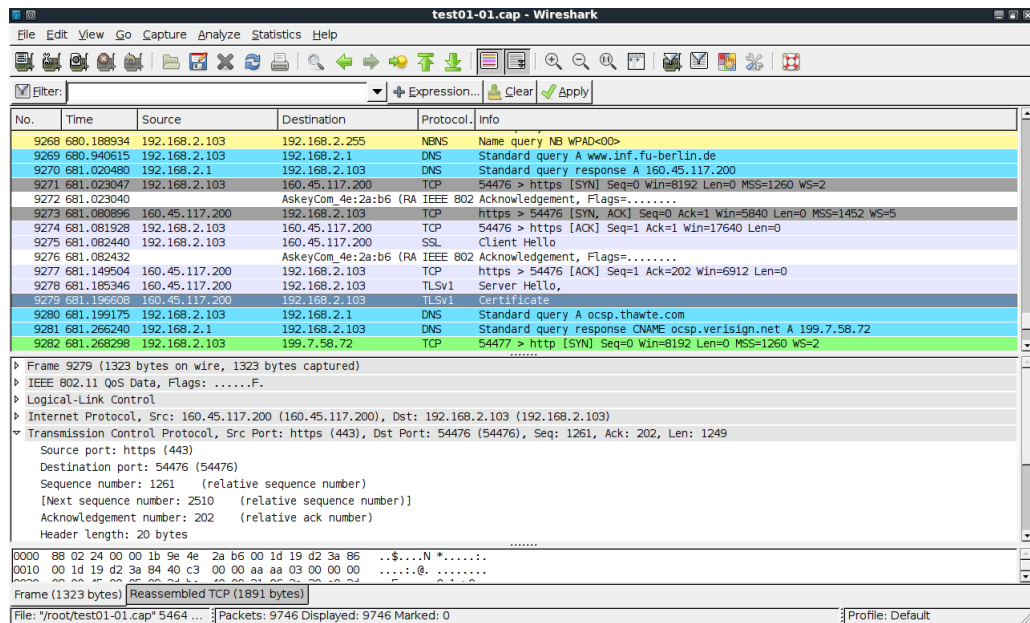 test01-01.cap - Wireshark
File Edit View Go Capture Analyze Statistics Help
Filter: Expression... Clear Apply
No. Time Source Destination Protocol. Info
9268 680.188934 192.168.2.103 192.168.2.255 NBNS Name query NB WPAD<00>
9269 680.940615 192.168.2.103 192.168.2.1 DNS Standard query A www.inf.fu-berlin.de
9270 681.020480 192.168.2.1 192.168.2.103 DNS Standard query response A 160.45.117.200
9271 681.023047 192.168.2.103 160.45.117.200 TCP 54476 > https [SYN] Seq=0 Win=8192 Len=0 MSS=1260 WS=2
9272 681.023040 AskeyCom_4e:2a:b6 (RA IEEE 802 Acknowledgement, Flags=........
9273 681.080896 160.45.117.200 192.168.2.103 TCP https > 54476 [SYN, ACK] Seq=0 Ack=1 Win=5840 Len=0 MSS=1452 WS=5
9274 681.081928 192.168.2.103 160.45.117.200 TCP 54476 > https [ACK] Seq=1 Ack=1 Win=17640 Len=0
9275 681.082440 192.168.2.103 160.45.117.200 SSL Client Hello
9276 681.082432 AskeyCom_4e:2a:b6 (RA IEEE 802 Acknowledgement, Flags=........
9277 681.149504 160.45.117.200 192.168.2.103 TCP https > 54476 [ACK] Seq=1 Ack=202 Win=6912 Len=0
9278 681.185346 160.45.117.200 192.168.2.103 TLSv1 Server Hello,
9279 681.196608 160.45.117.200 192.168.2.103 TLSv1 Certificate
9280 681.199175 192.168.2.103 192.168.2.1 DNS Standard query A ocsp.thawte.com
9281 681.266240 192.168.2.1 192.168.2.103 DNS Standard query response CNAME ocsp.verisign.net A 199.7.58.72
9282 681.268298 192.168.2.103 199.7.58.72 TCP 54477 > http [SYN] Seq=0 Win=8192 Len=0 MSS=1260 WS=2
Frame 9279 (1323 bytes on wire, 1323 bytes captured)
IEEE 802.11 QoS Data, Flags: ......F.
Logical-Link Control
Internet Protocol, Src: 160.45.117.200 (160.45.117.200), Dst: 192.168.2.103 (192.168.2.103)
Transmission Control Protocol, Src Port: https (443), Dst Port: 54476 (54476), Seq: 1261, Ack: 202, Len: 1249
Source port: https (443)
Destination port: 54476 (54476)
Sequence number: 1261 (relative sequence number)
[Next sequence number: 2510 (relative sequence number)]
Acknowledgement number: 202 (relative ack number)
Header length: 20 bytes
0000 88 02 24 00 00 1b 9e 4e 2a b6 00 1d 19 d2 3a 86 ..$....N *.....:.
0010 00 1d 19 d2 3a 84 40 c3 00 00 aa aa 03 00 00 00 ....:.@. ........
Frame (1323 bytes) Reassembled TCP (1891 bytes)
File: "/root/test01-01.cap" 5464 ... Packets: 9746 Displayed: 9746 Marked: 0 Profile: Default